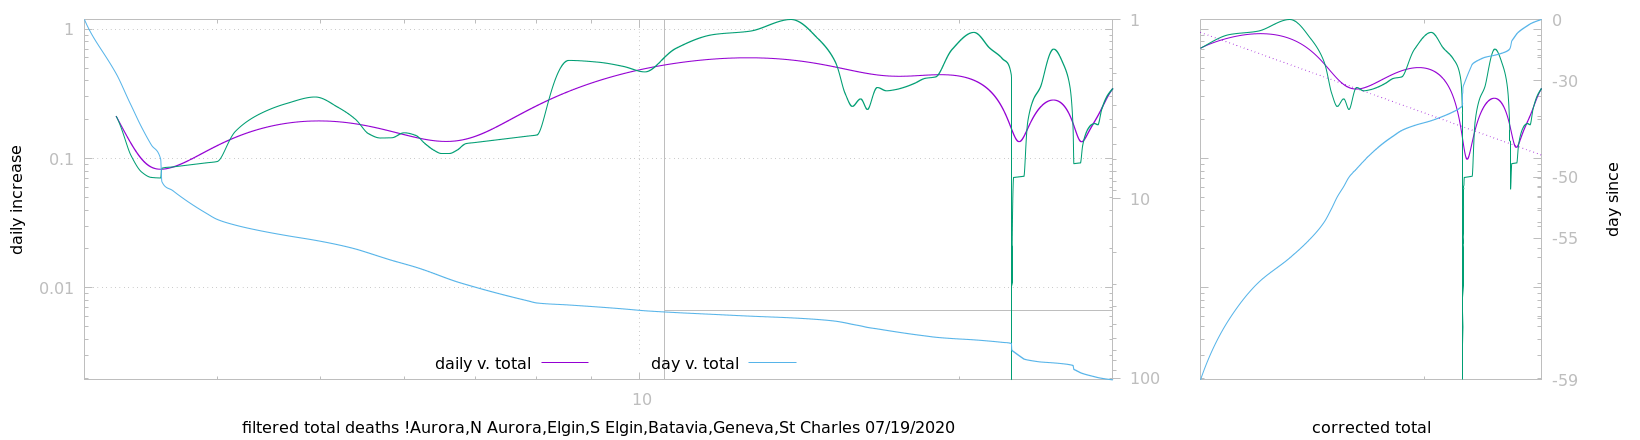 1
0.1
0.01
daily increase
daily v. total
day v. total
10
1
10
100
filtered total deaths !Aurora,N Aurora,Elgin,S Elgin,Batavia,Geneva,St Charles 07/19/2020
0
-30
-50
-55
-59
day since
corrected total